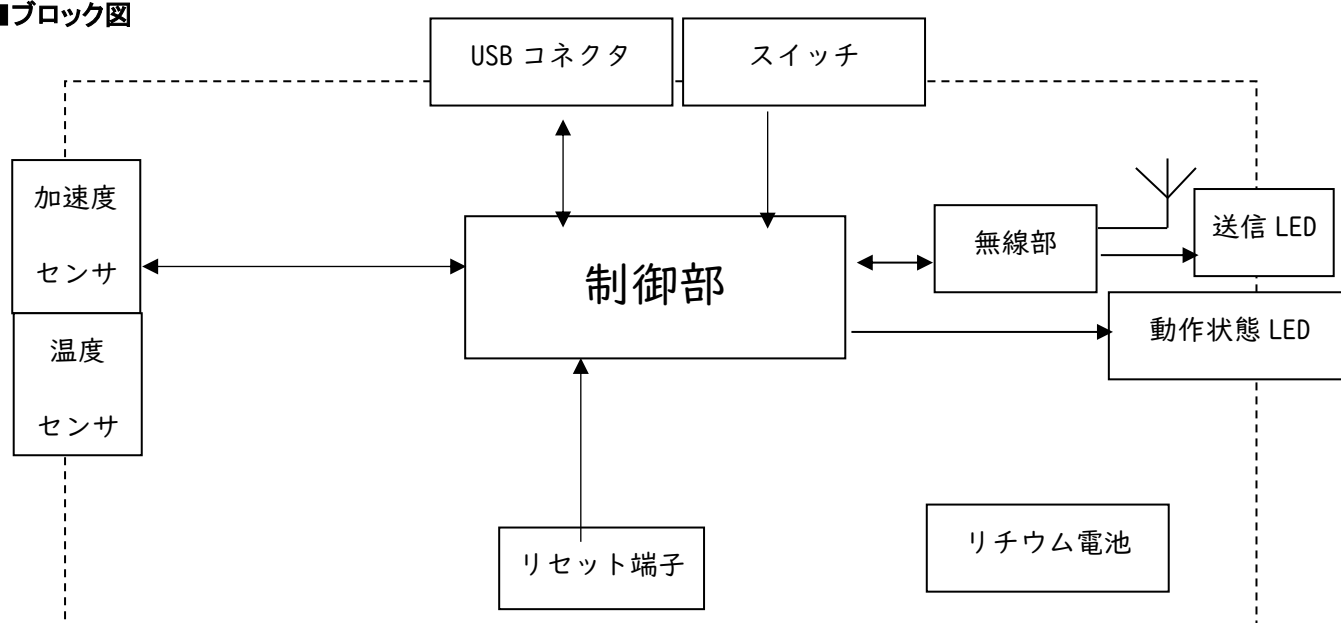 ■ブロック図
USB コネクタ
スイッチ
加速度
センサ
制御部
無線部
送信 LED
動作状態 LED
温度
センサ
リセット端子
リチウム電池